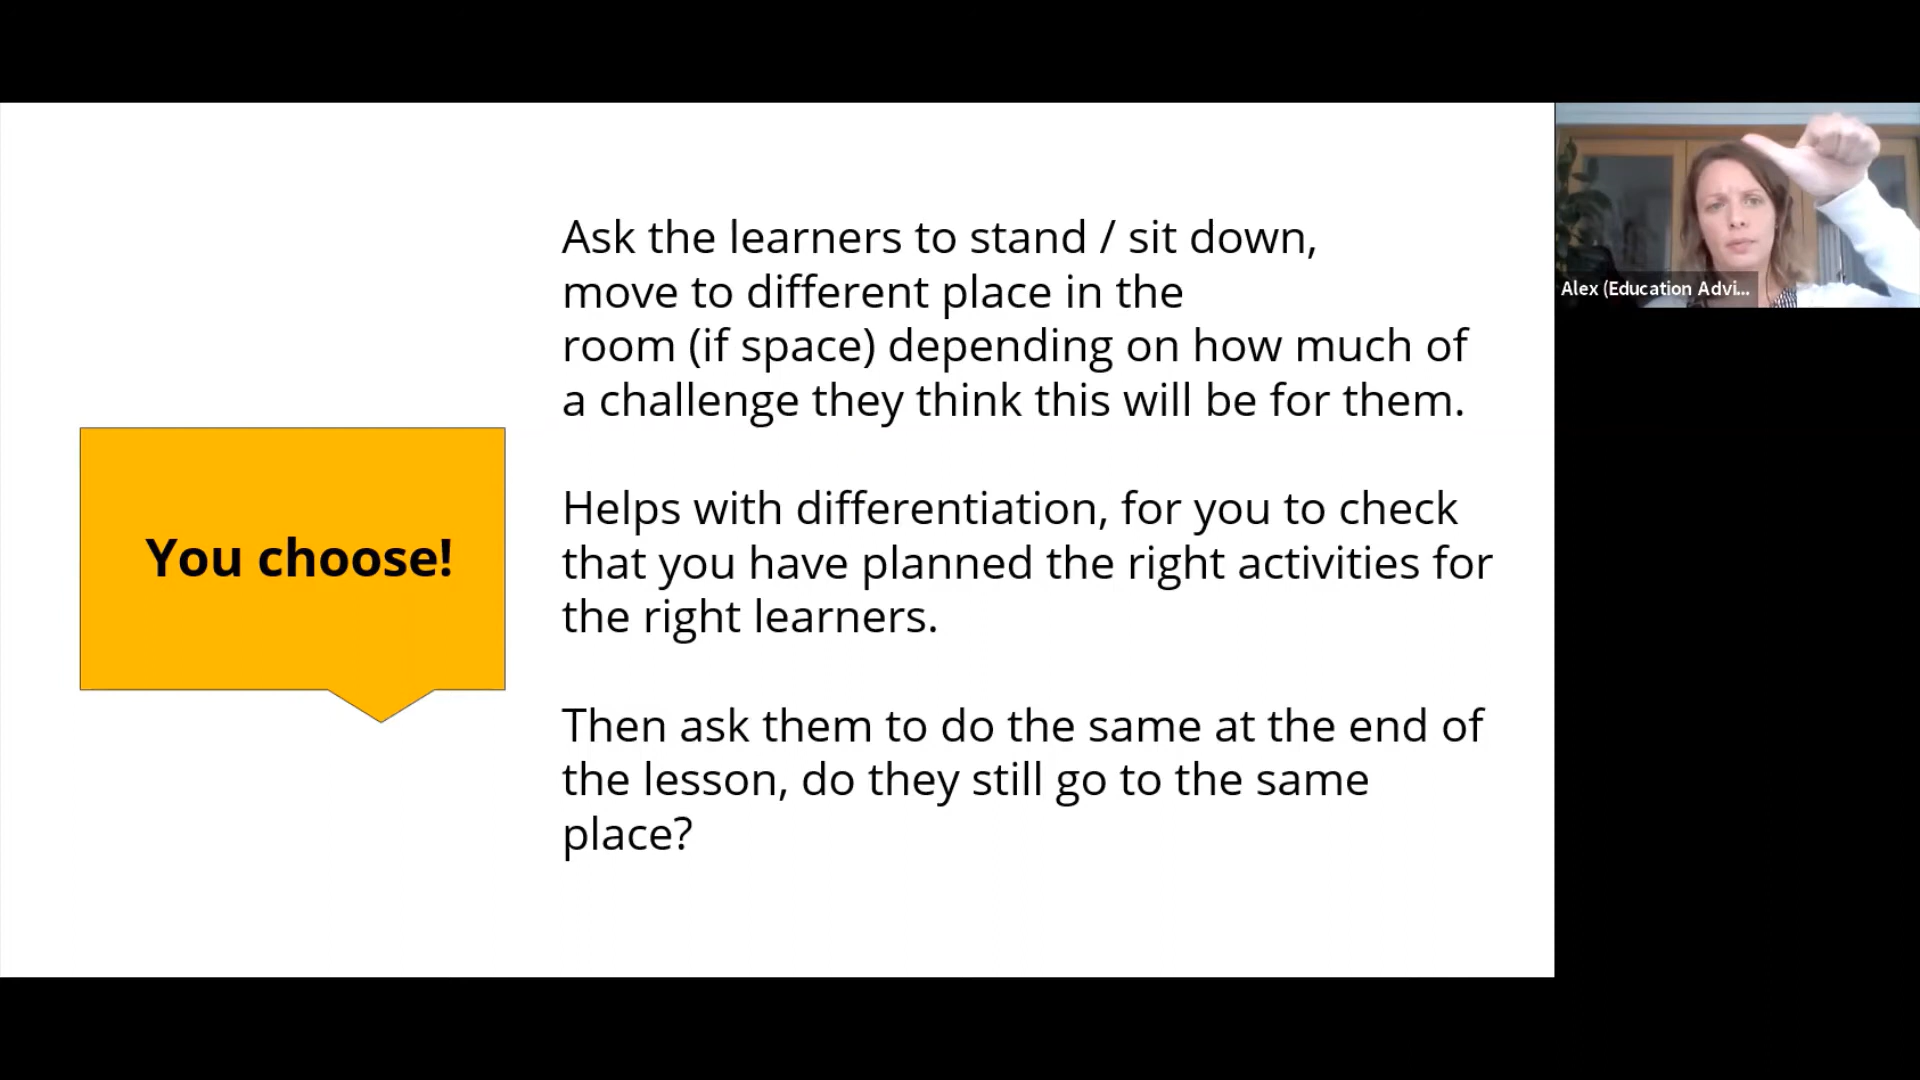 You choose!
Ask the learners to stand / sit down,
move to different place in the
room (if space) depending on how much of
a challenge they think this will be for them.
Helps with differentiation, for you to check
that you have planned the right activities for
the right learners.
Then ask them to do the same at the end of
the lesson, do they still go to the same
place?
Alex (Education Advi...